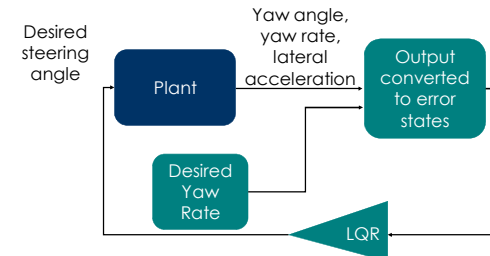 Desired
steering
angle
Plant
Yaw angle,
yaw rate,
lateral
acceleration
Output
converted
to error
states
Desired
Yaw
Rate
LQR